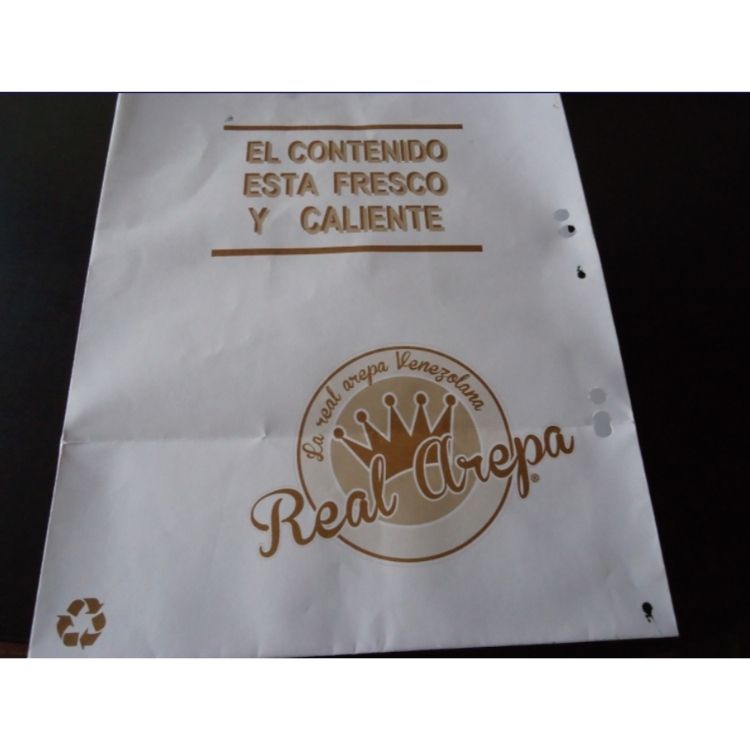 EL CONTENIDO
ESTA FRESCO
Y CALIENTE
La real arepa Venezolana
Real Arepa®